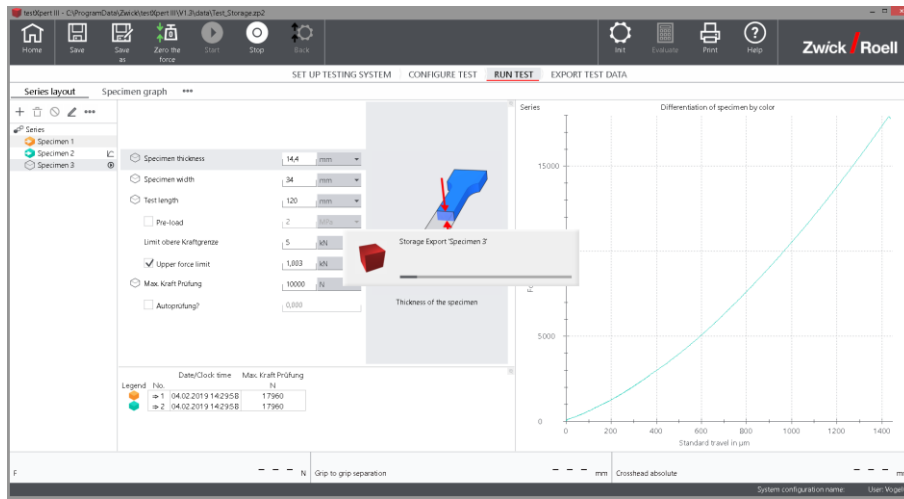 testXpert III - C:\ProgramData\Zwick\testXpert III\V1.3\data\Test_Storage.zp2
Home
Save
Save as
Zero the force
Start
Stop
Back
Init
Evaluate
Print
Help
Zwick Roell
SET UP TESTING SYSTEM
CONFIGURE TEST
RUN TEST
EXPORT TEST DATA
Series layout
Specimen graph
Series
Specimen 1
Specimen 2
Specimen 3
Specimen thickness 14,4 mm
Specimen width 34 mm
Test length 120 mm
Pre-load 2 MPa
Limit obere Kraftgrenze 5 kN
Upper force limit 1,003 kN
Max. Kraft Prüfung 10000 N
Autoprüfung? 0,000
Storage Export 'Specimen 3'
Thickness of the specimen
Series
Differentiation of specimen by color
15000
5000
0
0 200 400 600 800 1000 1200 1400
Standard travel in µm
Date/Clock time Max. Kraft Prüfung
Legend No. N
1 04.02.2019 14:29:58 17960
2 04.02.2019 14:29:58 17960
F - - - N
Grip to grip separation - - - mm
Crosshead absolute - - -
System configuration name:
User: